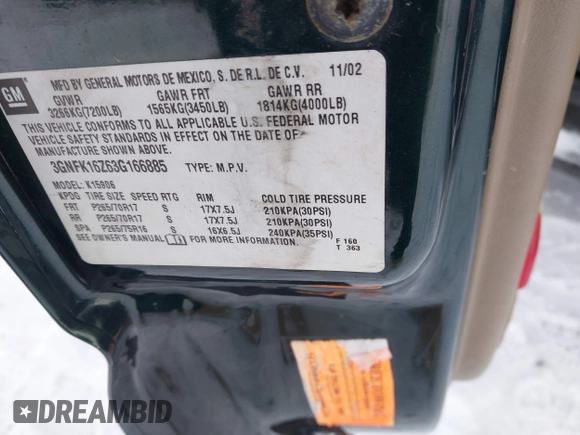 GM
MFD BY GENERAL MOTORS DE MEXICO, S. DE R.L. DE C.V. 11/02
GVWR GAWR FRT GAWR RR
3266KG(7200LB) 1565KG(3450LB) 1814KG(4000LB)
THIS VEHICLE CONFORMS TO ALL APPLICABLE U.S. FEDERAL MOTOR
VEHICLE SAFETY STANDARDS IN EFFECT ON THE DATE OF
MANUFACTURE SHOWN ABOVE.
3GNFK16Z63G166885 TYPE: M.P.V.
MODEL: K15906
KPDG TIRE SIZE SPEED RTG RIM COLD TIRE PRESSURE
FRT P265/70R17 S 17X7.5J 210KPA(30PSI)
RR P265/70R17 S 17X7.5J 210KPA(30PSI)
SPA P265/75R16 S 16X6.5J 240KPA(35PSI)
SEE OWNER'S MANUAL FOR MORE INFORMATION. F 160
T 363
DREAMBID